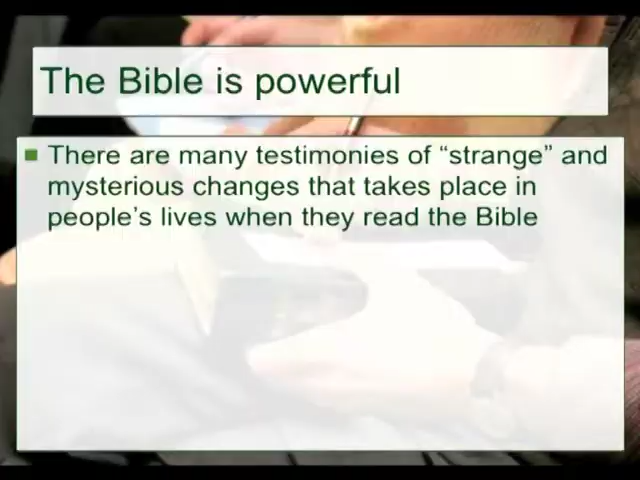 The Bible is powerful
There are many testimonies of “strange” and
mysterious changes that takes place in
people’s lives when they read the Bible